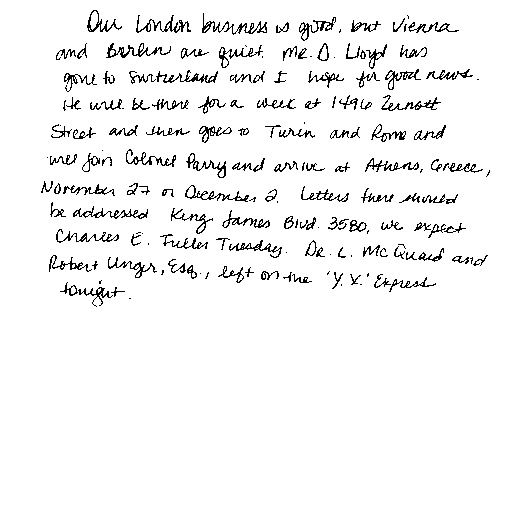 Our London business is good, but Vienna
and Berlin are quiet. Mr. D. Lloyd has
gone to Switzerland and I hope for good news.
He will be there for a week at 1496 Zermott
Street and then goes to Turin and Rome and
will join Colonel Parry and arrive at Athens, Greece,
November 27 or December 2. Letters there should
be addressed King James Blvd. 3580, we expect
Charles E. Fuller Tuesday. Dr. L. McQuaid and
Robert Unger, Esq., left on the 'Y.X.' Express
tonight.